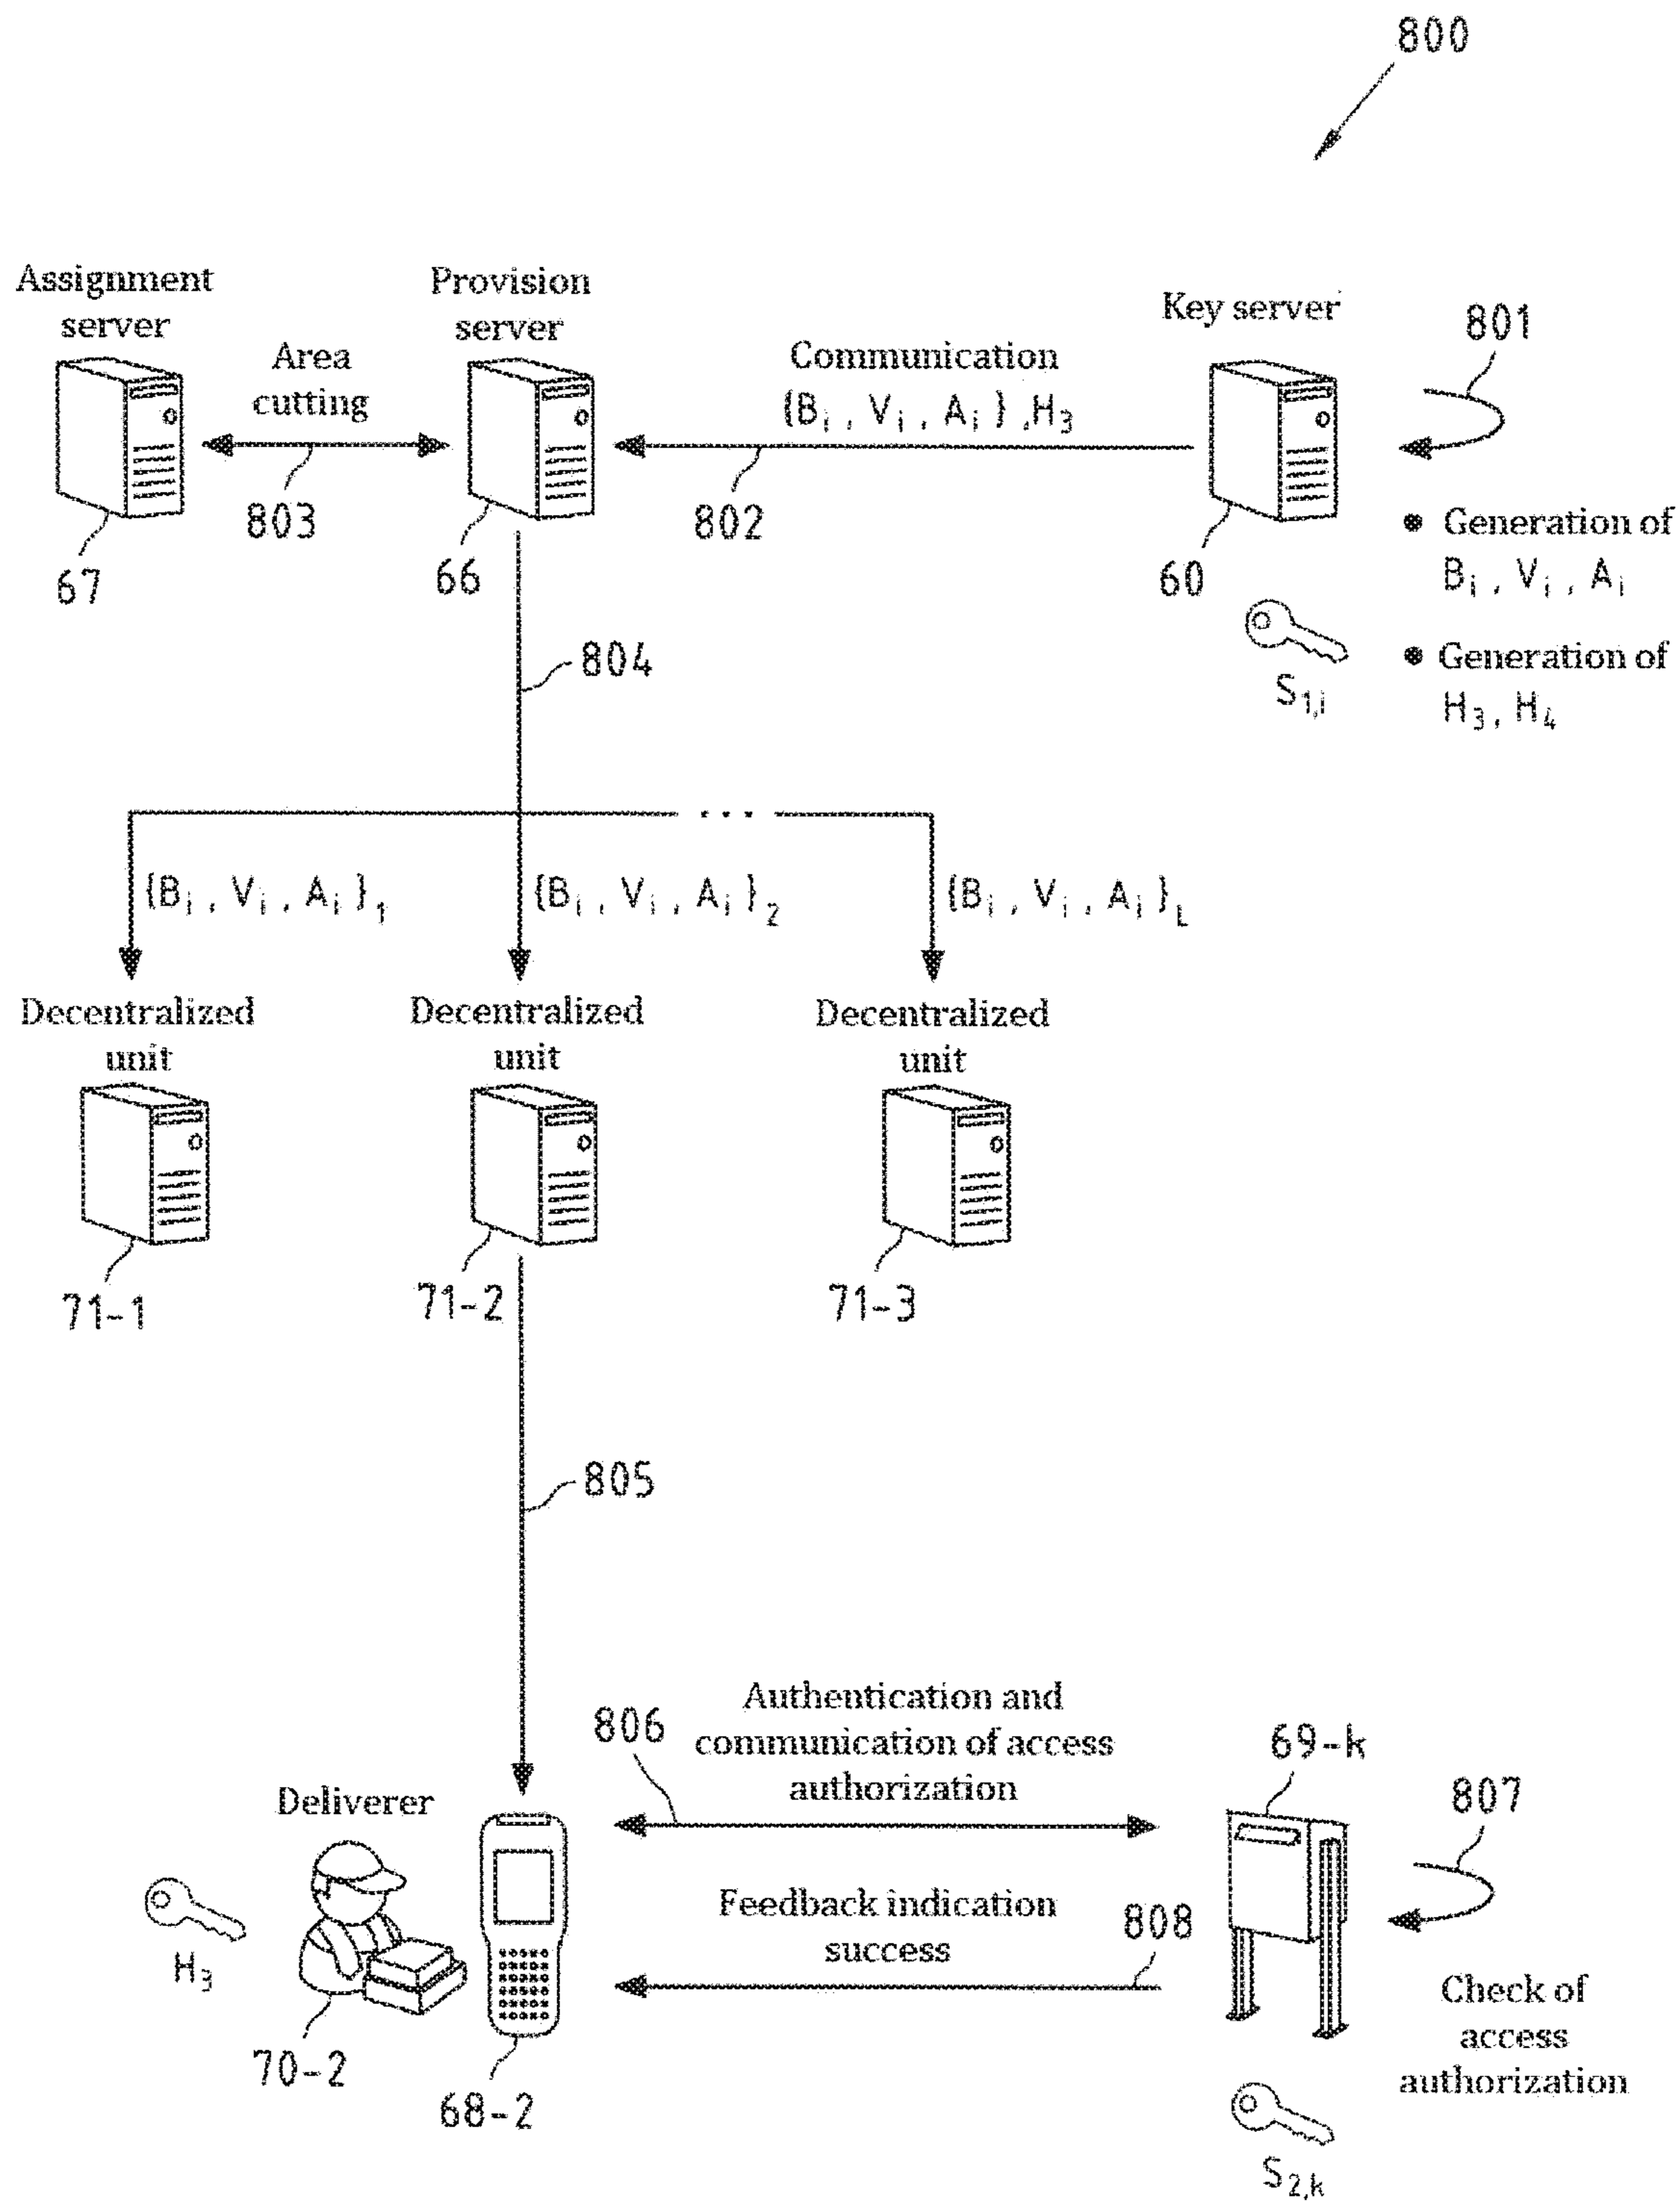 800
Assignment
server
Provision
server
Key server
801
Area
cutting
Communication
{Bᵢ, Vᵢ, Aᵢ},H₃
803
802
67
66
60
• Generation of
Bᵢ, Vᵢ, Aᵢ
S₁,ᵢ
• Generation of
H₃, H₄
804
...
{Bᵢ, Vᵢ, Aᵢ}₁
{Bᵢ, Vᵢ, Aᵢ}₂
{Bᵢ, Vᵢ, Aᵢ}L
Decentralized
unit
Decentralized
unit
Decentralized
unit
71-1
71-2
71-3
805
806
Authentication and
communication of access
authorization
69-k
807
Deliverer
Feedback indication
success
808
H₃
70-2
68-2
Check of
access
authorization
S₂,k